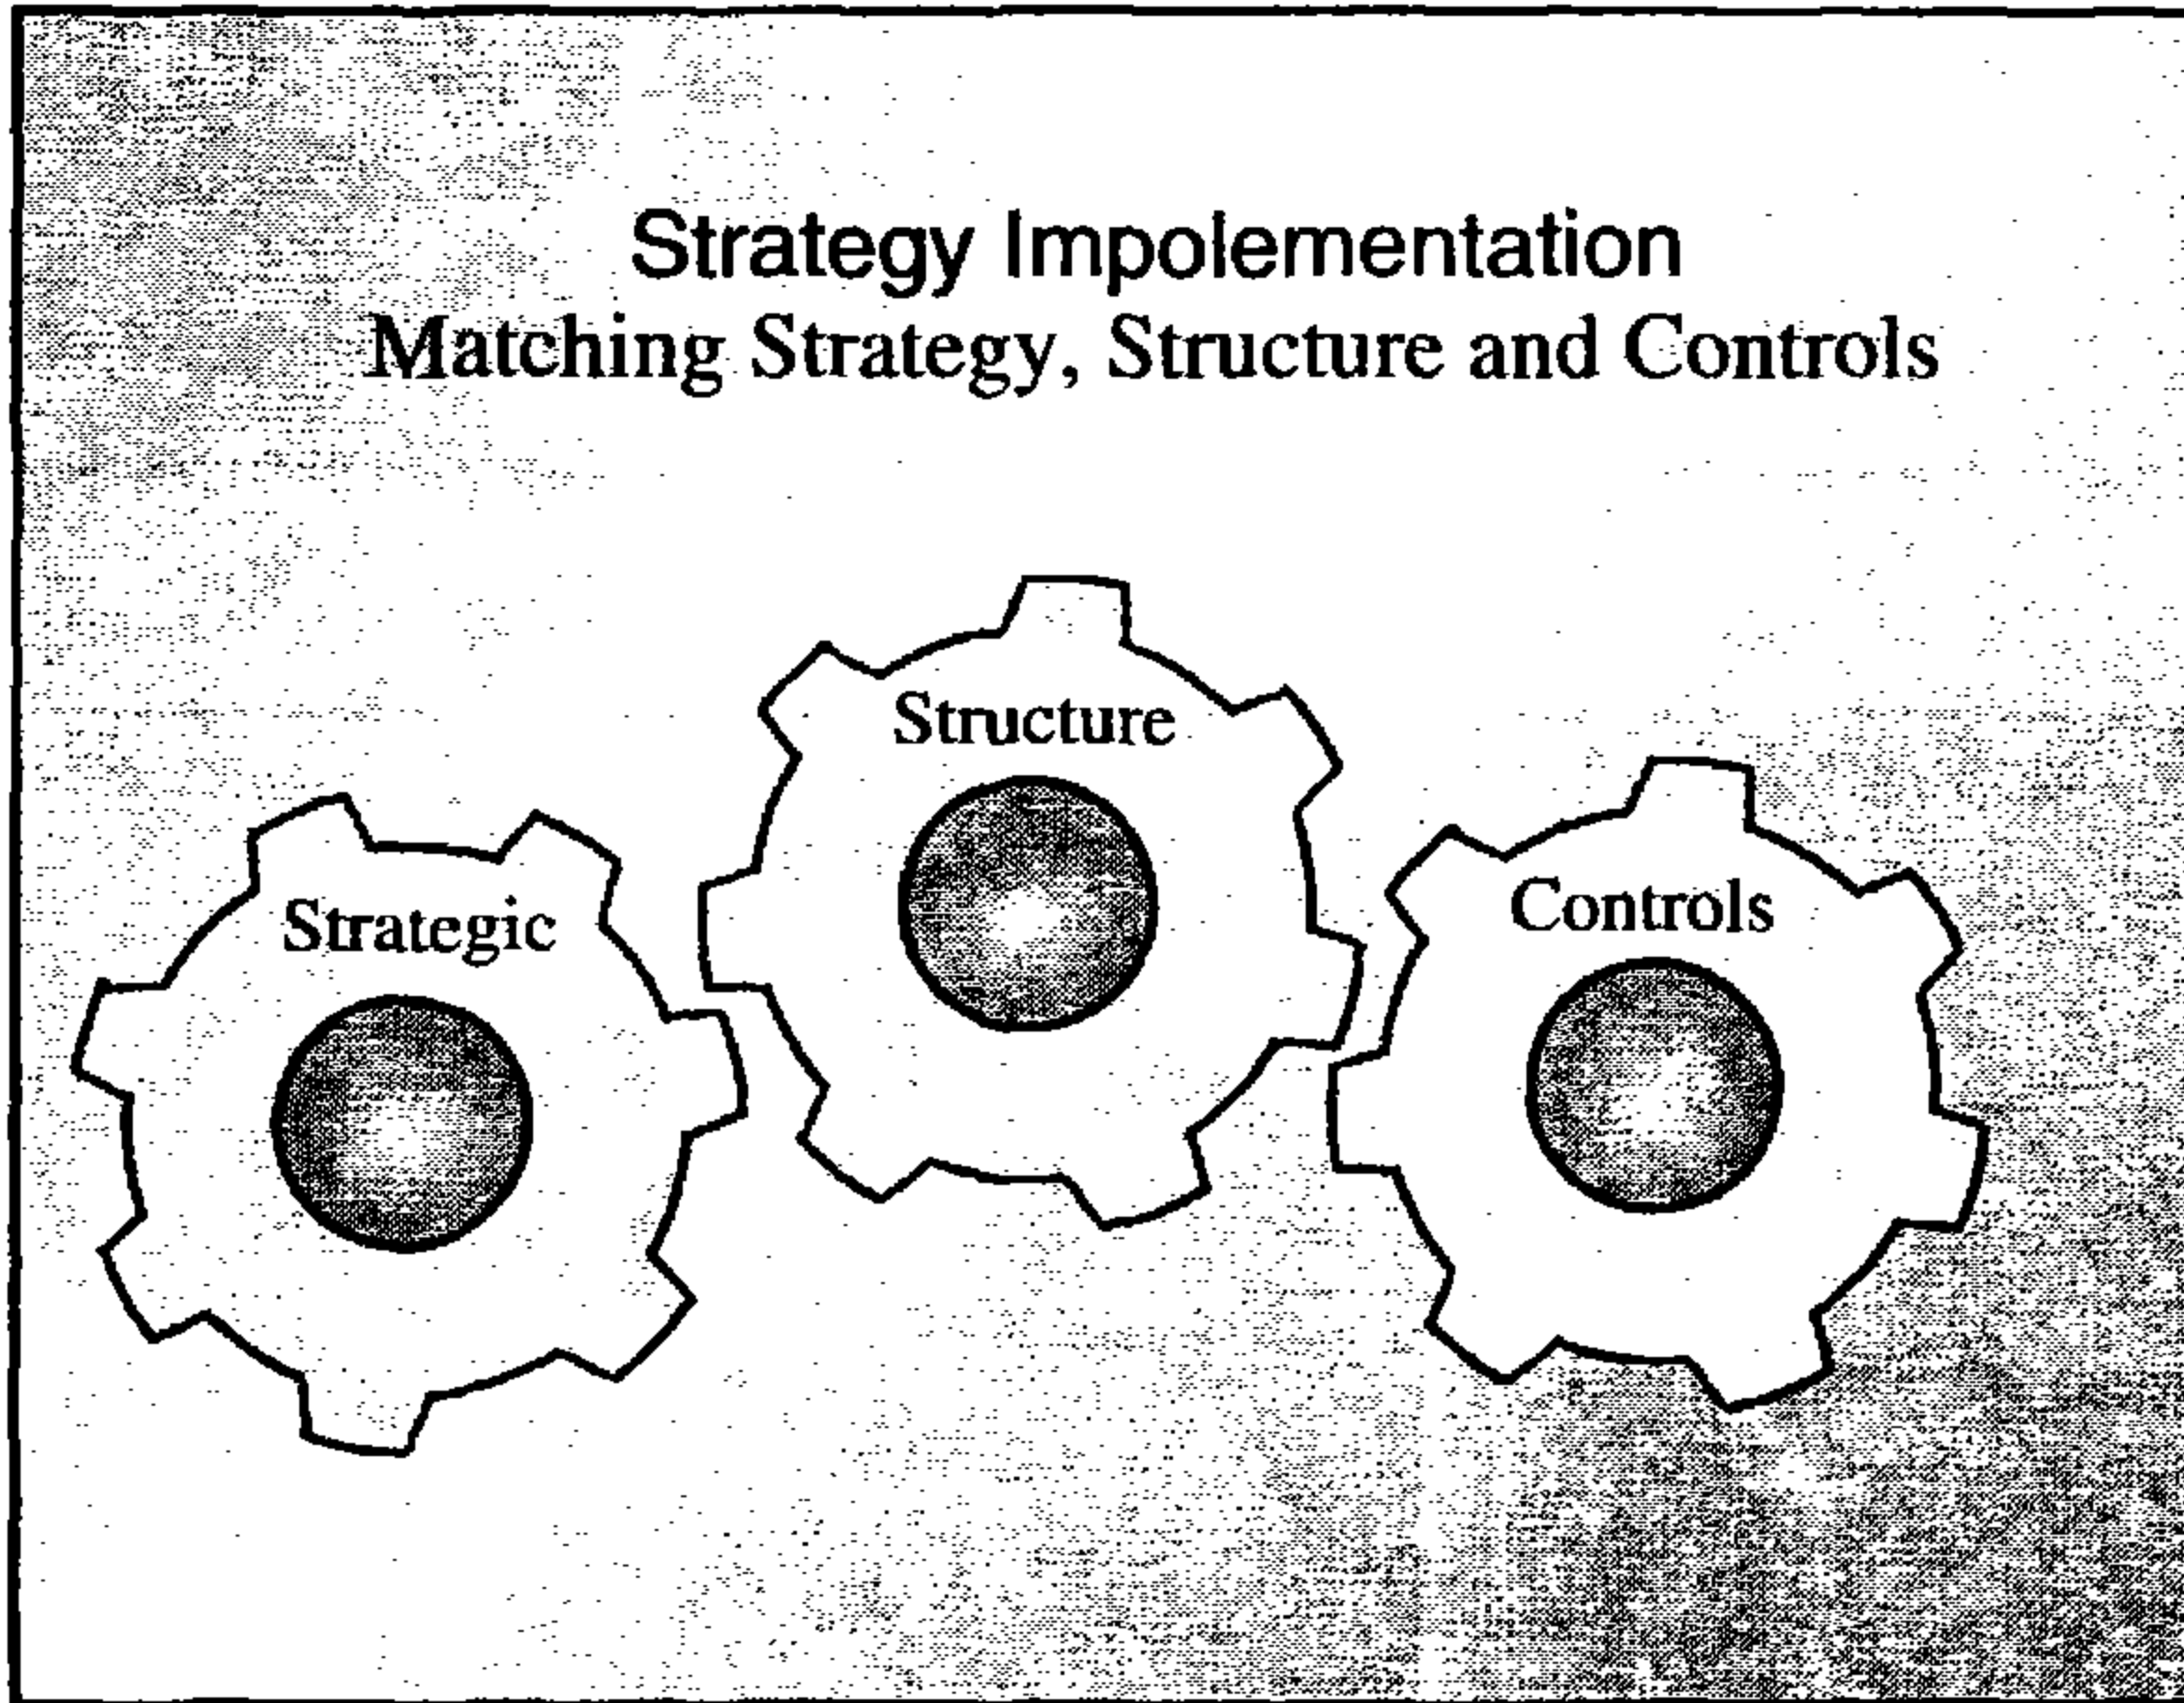 Strategy Impolementation
Matching Strategy, Structure and Controls
Structure
Strategic
Controls